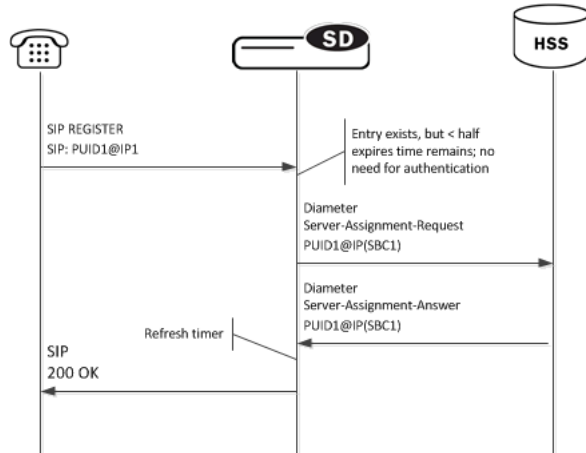 SD
HSS
SIP REGISTER
SIP: PUID1@IP1
Entry exists, but < half
expires time remains; no
need for authentication
Diameter
Server-Assignment-Request
PUID1@IP(SBC1)
Diameter
Server-Assignment-Answer
PUID1@IP(SBC1)
Refresh timer
SIP
200 OK